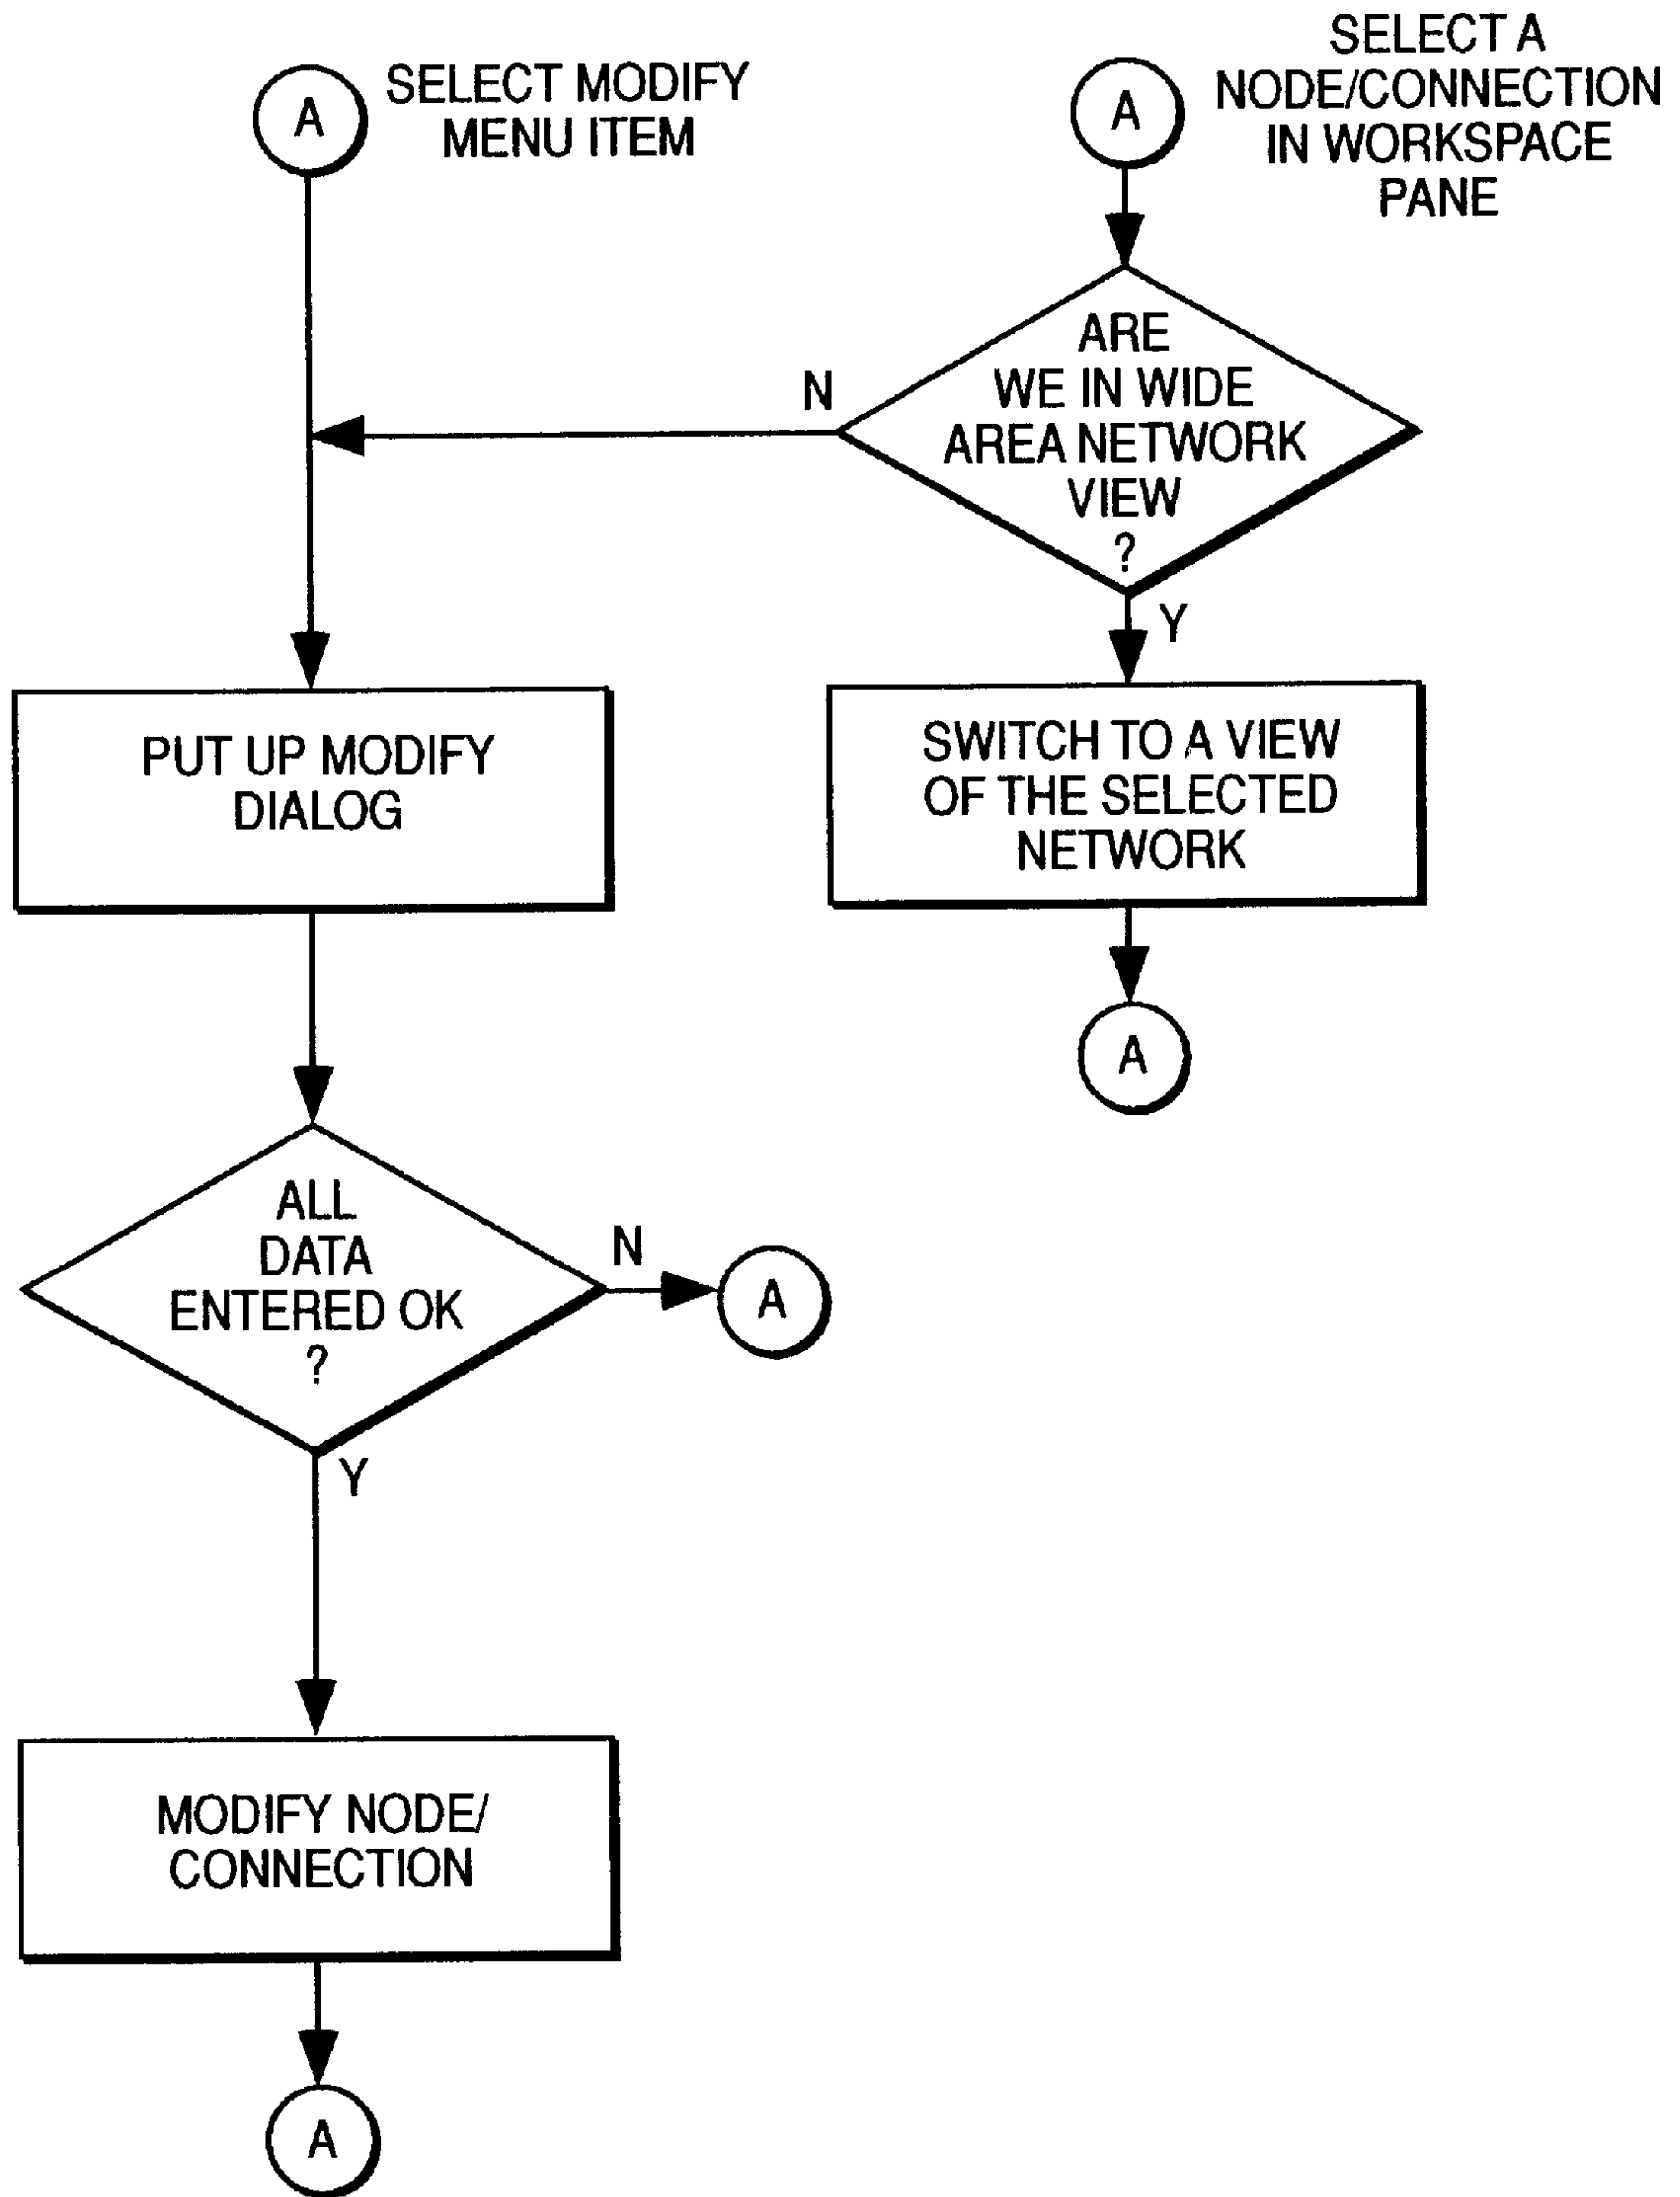 A
SELECT MODIFY
MENU ITEM
A
SELECT A
NODE/CONNECTION
IN WORKSPACE
PANE
ARE
WE IN WIDE
AREA NETWORK
VIEW
?
N
Y
PUT UP MODIFY
DIALOG
SWITCH TO A VIEW
OF THE SELECTED
NETWORK
A
ALL
DATA
ENTERED OK
?
N
A
Y
MODIFY NODE/
CONNECTION
A